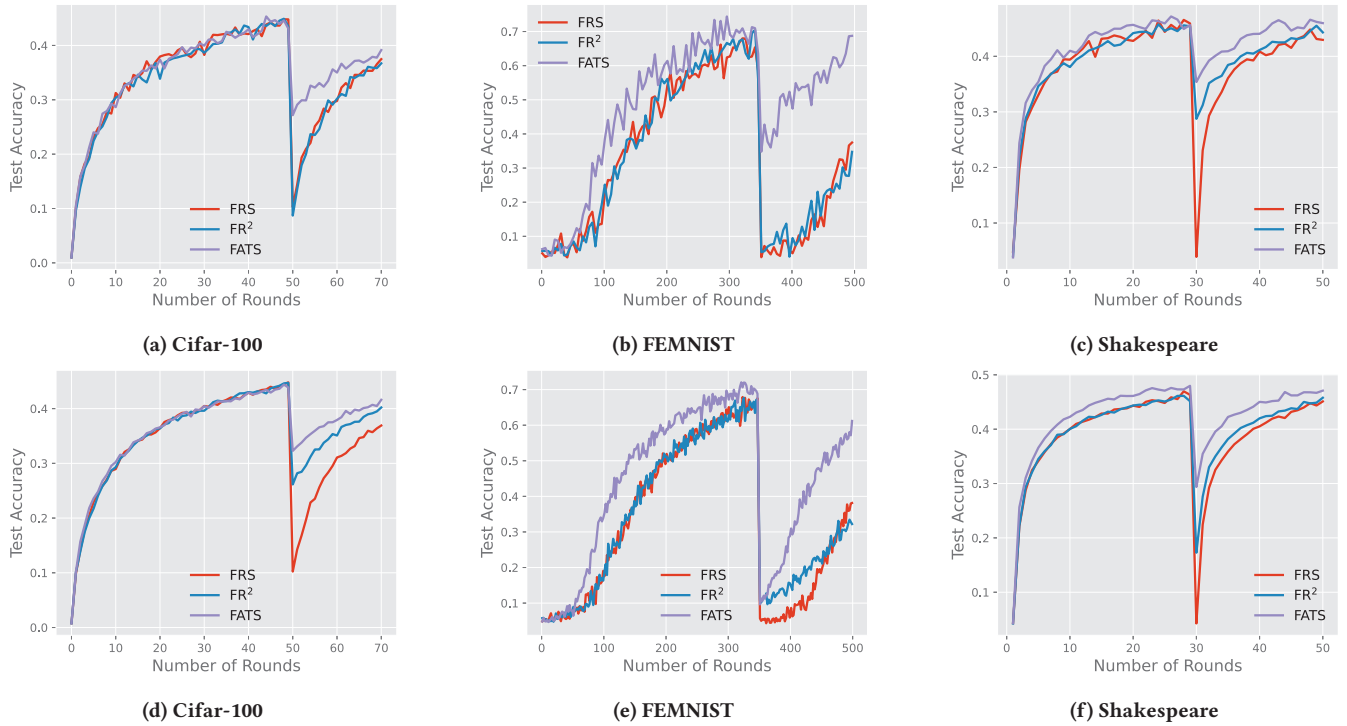 Test Accuracy
0.4
0.3
0.2
0.1
0.0
FRS
FR²
FATS
0 10 20 30 40 50 60 70
Number of Rounds
(a) Cifar-100
Test Accuracy
0.7
0.6
0.5
0.4
0.3
0.2
0.1
FRS
FR²
FATS
0 100 200 300 400 500
Number of Rounds
(b) FEMNIST
Test Accuracy
0.4
0.3
0.2
0.1
FRS
FR²
FATS
0 10 20 30 40 50
Number of Rounds
(c) Shakespeare
Test Accuracy
0.4
0.3
0.2
0.1
0.0
FRS
FR²
FATS
0 10 20 30 40 50 60 70
Number of Rounds
(d) Cifar-100
Test Accuracy
0.7
0.6
0.5
0.4
0.3
0.2
0.1
FRS
FR²
FATS
0 100 200 300 400 500
Number of Rounds
(e) FEMNIST
Test Accuracy
0.5
0.4
0.3
0.2
0.1
FRS
FR²
FATS
0 10 20 30 40 50
Number of Rounds
(f) Shakespeare